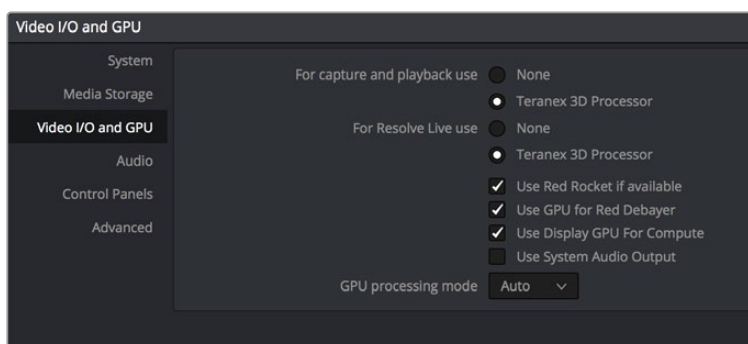 Video I/O and GPU
System
Media Storage
Video I/O and GPU
Audio
Control Panels
Advanced
For capture and playback use
None
Teranex 3D Processor
For Resolve Live use
None
Teranex 3D Processor
Use Red Rocket if available
Use GPU for Red Debayer
Use Display GPU For Compute
Use System Audio Output
GPU processing mode
Auto